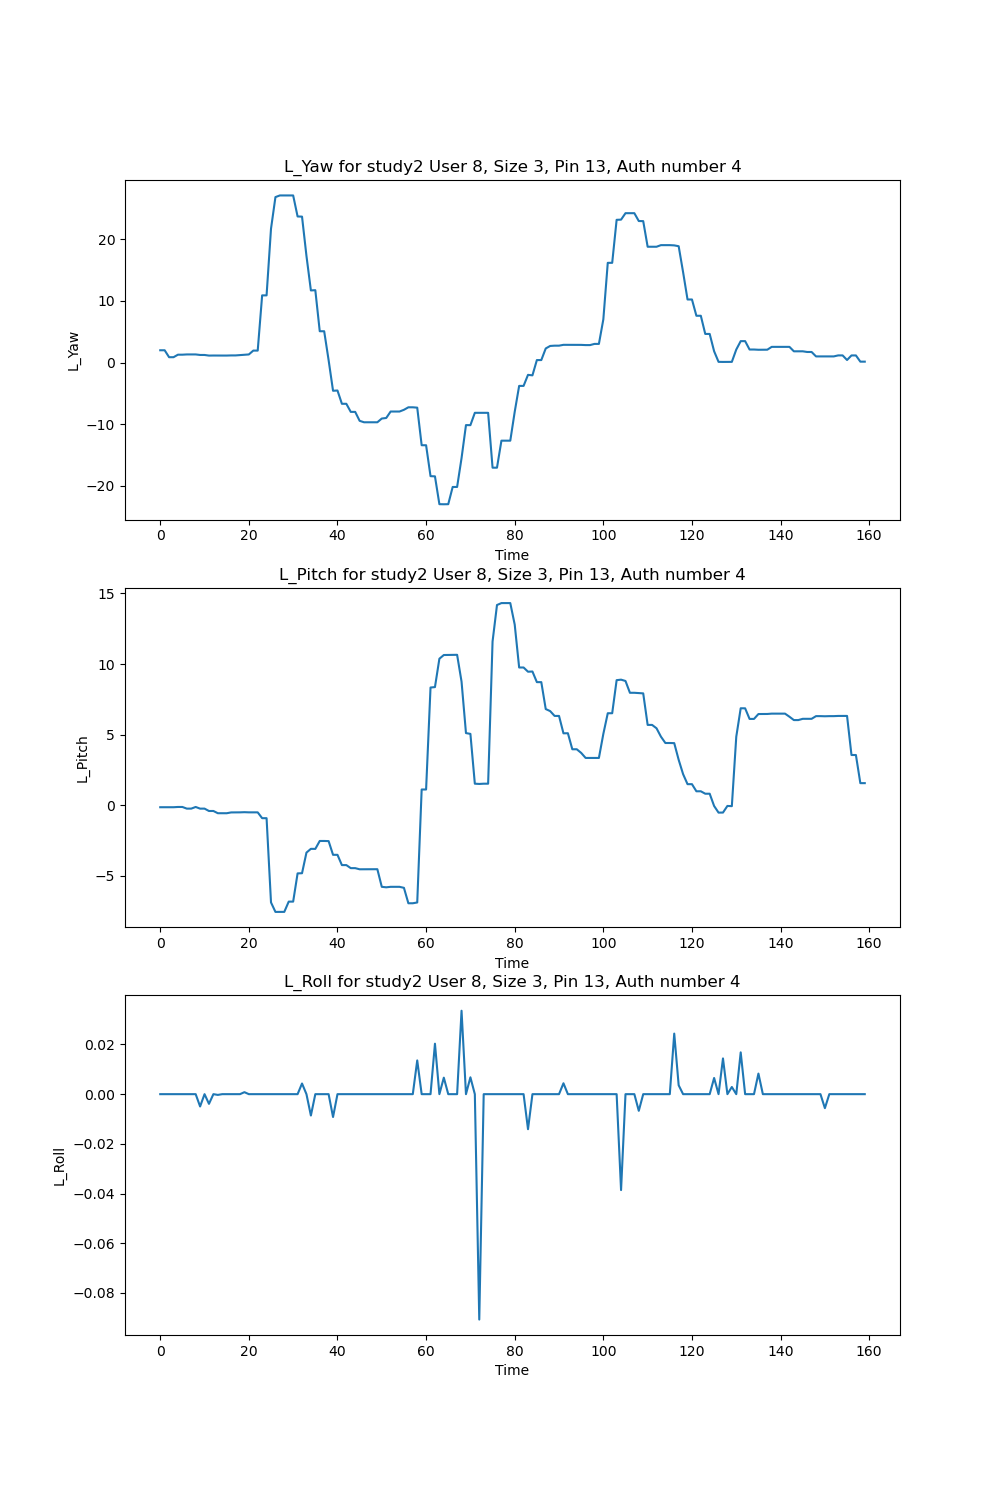 L_Yaw for study2 User 8, Size 3, Pin 13, Auth number 4
20
10
0
−10
−20
L_Yaw
0 20 40 60 80 100 120 140 160
Time
L_Pitch for study2 User 8, Size 3, Pin 13, Auth number 4
15
10
5
0
−5
L_Pitch
0 20 40 60 80 100 120 140 160
Time
L_Roll for study2 User 8, Size 3, Pin 13, Auth number 4
0.02
0.00
−0.02
−0.04
−0.06
−0.08
L_Roll
0 20 40 60 80 100 120 140 160
Time